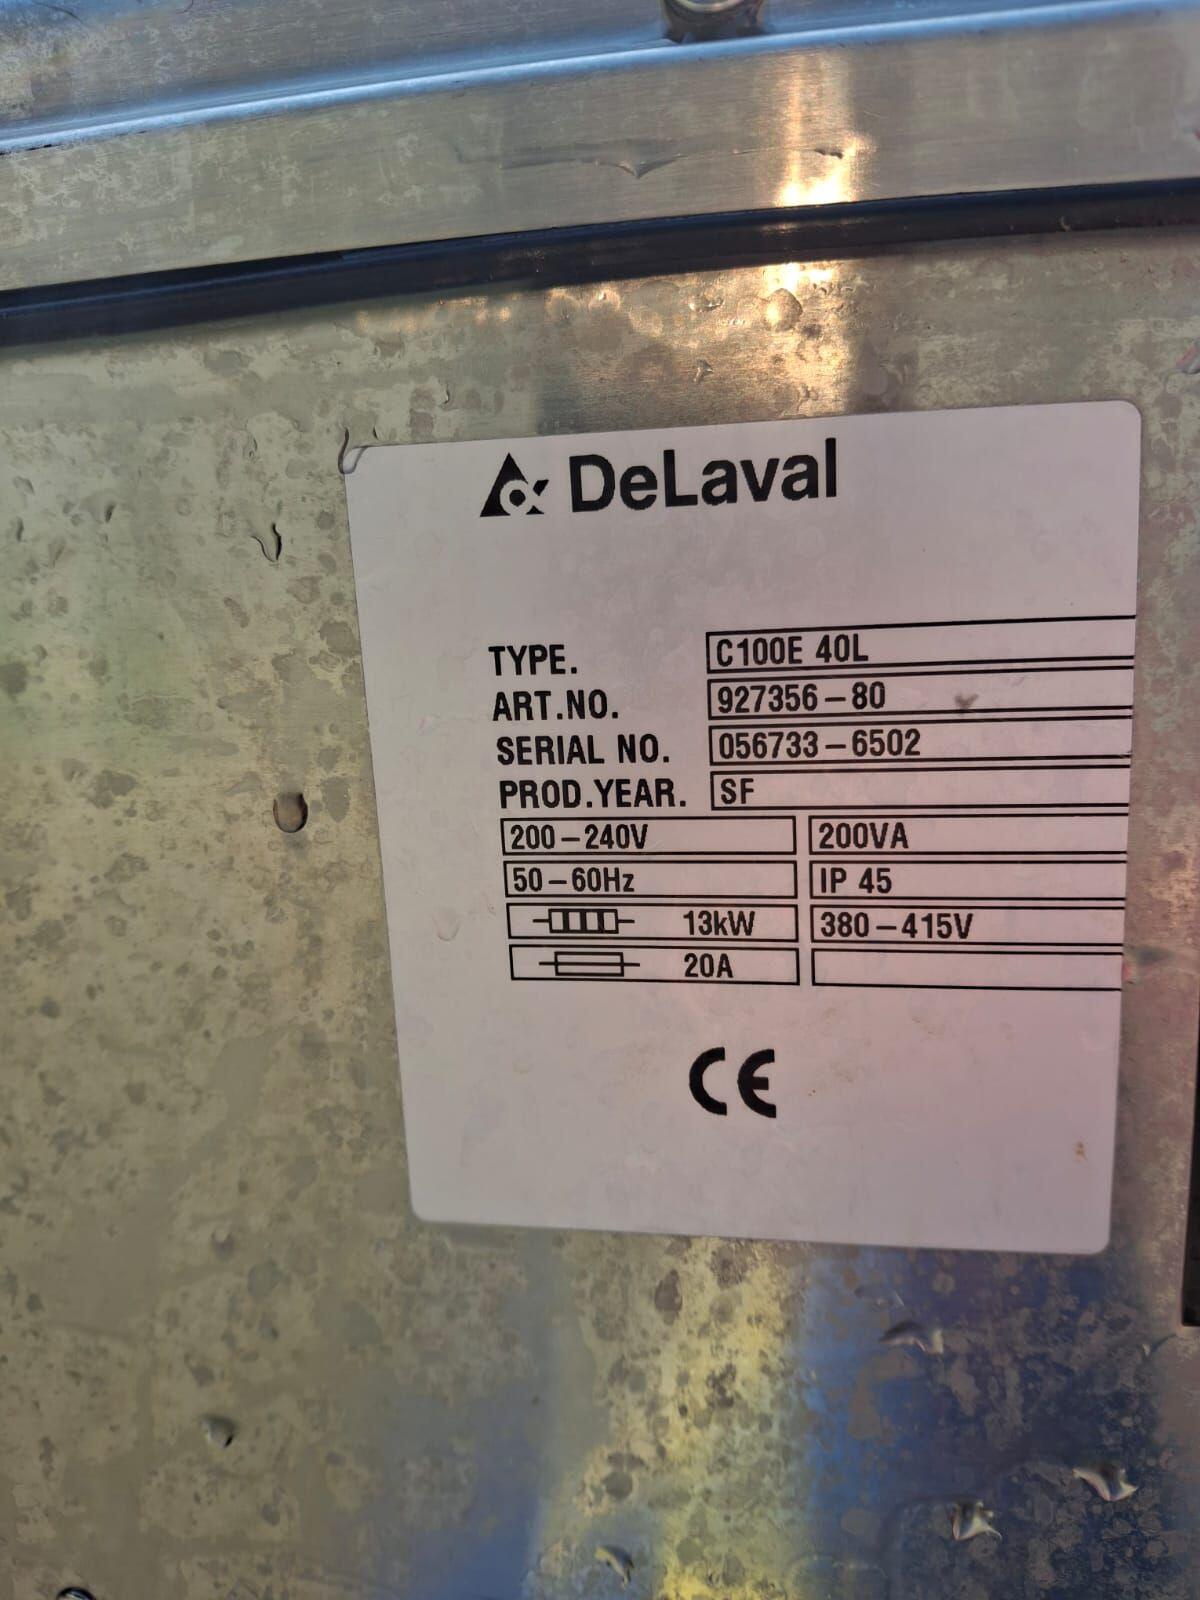 DeLaval
TYPE. C100E 40L
ART.NO. 927356-80
SERIAL NO. 056733-6502
PROD.YEAR. SF
200-240V 200VA
50-60Hz IP 45
13kW 380-415V
20A
CE